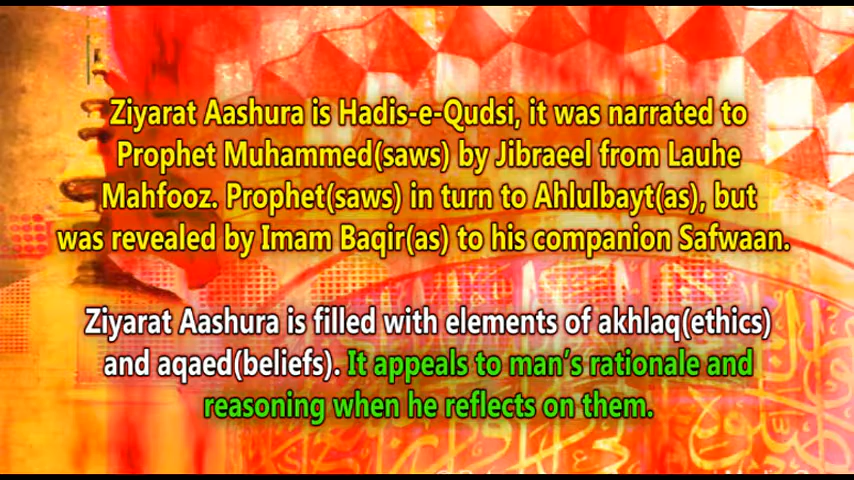 Ziyarat Aashura is Hadis-e-Qudsi, it was narrated to
Prophet Muhammed(saws) by Jibraeel from Lauhe
Mahfooz. Prophet(saws) in turn to Ahlulbayt(as), but
was revealed by Imam Baqir(as) to his companion Safwaan.
Ziyarat Aashura is filled with elements of akhlaq(ethics)
and aqaed(beliefs). It appeals to man's rationale and
reasoning when he reflects on them.